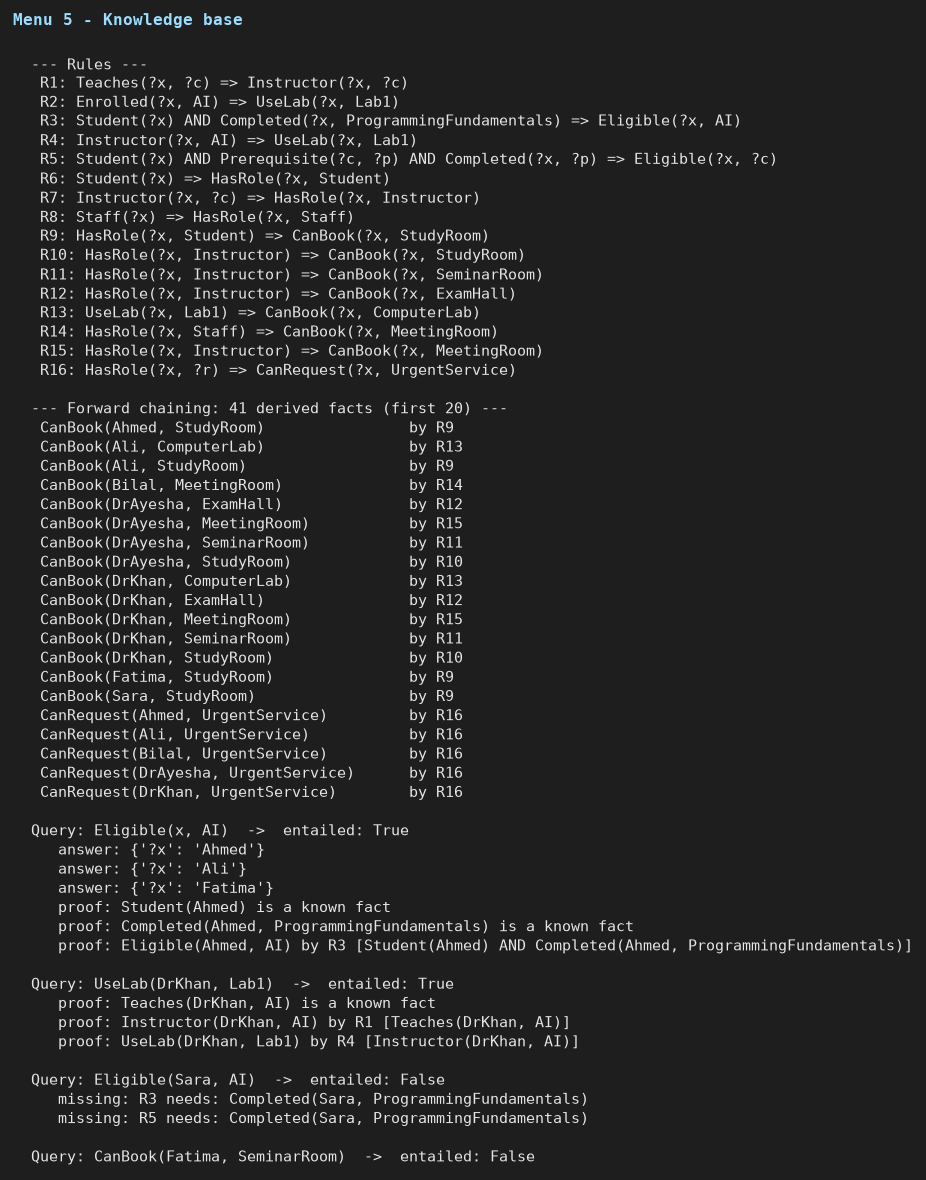 Menu 5 - Knowledge base
--- Rules ---
R1: Teaches(?x, ?c) => Instructor(?x, ?c)
R2: Enrolled(?x, AI) => UseLab(?x, Lab1)
R3: Student(?x) AND Completed(?x, ProgrammingFundamentals) => Eligible(?x, AI)
R4: Instructor(?x, AI) => UseLab(?x, Lab1)
R5: Student(?x) AND Prerequisite(?c, ?p) AND Completed(?x, ?p) => Eligible(?x, ?c)
R6: Student(?x) => HasRole(?x, Student)
R7: Instructor(?x, ?c) => HasRole(?x, Instructor)
R8: Staff(?x) => HasRole(?x, Staff)
R9: HasRole(?x, Student) => CanBook(?x, StudyRoom)
R10: HasRole(?x, Instructor) => CanBook(?x, StudyRoom)
R11: HasRole(?x, Instructor) => CanBook(?x, SeminarRoom)
R12: HasRole(?x, Instructor) => CanBook(?x, ExamHall)
R13: UseLab(?x, Lab1) => CanBook(?x, ComputerLab)
R14: HasRole(?x, Staff) => CanBook(?x, MeetingRoom)
R15: HasRole(?x, Instructor) => CanBook(?x, MeetingRoom)
R16: HasRole(?x, ?r) => CanRequest(?x, UrgentService)
--- Forward chaining: 41 derived facts (first 20) ---
CanBook(Ahmed, StudyRoom) by R9
CanBook(Ali, ComputerLab) by R13
CanBook(Ali, StudyRoom) by R9
CanBook(Bilal, MeetingRoom) by R14
CanBook(DrAyesha, ExamHall) by R12
CanBook(DrAyesha, MeetingRoom) by R15
CanBook(DrAyesha, SeminarRoom) by R11
CanBook(DrAyesha, StudyRoom) by R10
CanBook(DrKhan, ComputerLab) by R13
CanBook(DrKhan, ExamHall) by R12
CanBook(DrKhan, MeetingRoom) by R15
CanBook(DrKhan, SeminarRoom) by R11
CanBook(DrKhan, StudyRoom) by R10
CanBook(Fatima, StudyRoom) by R9
CanBook(Sara, StudyRoom) by R9
CanRequest(Ahmed, UrgentService) by R16
CanRequest(Ali, UrgentService) by R16
CanRequest(Bilal, UrgentService) by R16
CanRequest(DrAyesha, UrgentService) by R16
CanRequest(DrKhan, UrgentService) by R16
Query: Eligible(x, AI) -> entailed: True
answer: {'?x': 'Ahmed'}
answer: {'?x': 'Ali'}
answer: {'?x': 'Fatima'}
proof: Student(Ahmed) is a known fact
proof: Completed(Ahmed, ProgrammingFundamentals) is a known fact
proof: Eligible(Ahmed, AI) by R3 [Student(Ahmed) AND Completed(Ahmed, ProgrammingFundamentals)]
Query: UseLab(DrKhan, Lab1) -> entailed: True
proof: Teaches(DrKhan, AI) is a known fact
proof: Instructor(DrKhan, AI) by R1 [Teaches(DrKhan, AI)]
proof: UseLab(DrKhan, Lab1) by R4 [Instructor(DrKhan, AI)]
Query: Eligible(Sara, AI) -> entailed: False
missing: R3 needs: Completed(Sara, ProgrammingFundamentals)
missing: R5 needs: Completed(Sara, ProgrammingFundamentals)
Query: CanBook(Fatima, SeminarRoom) -> entailed: False